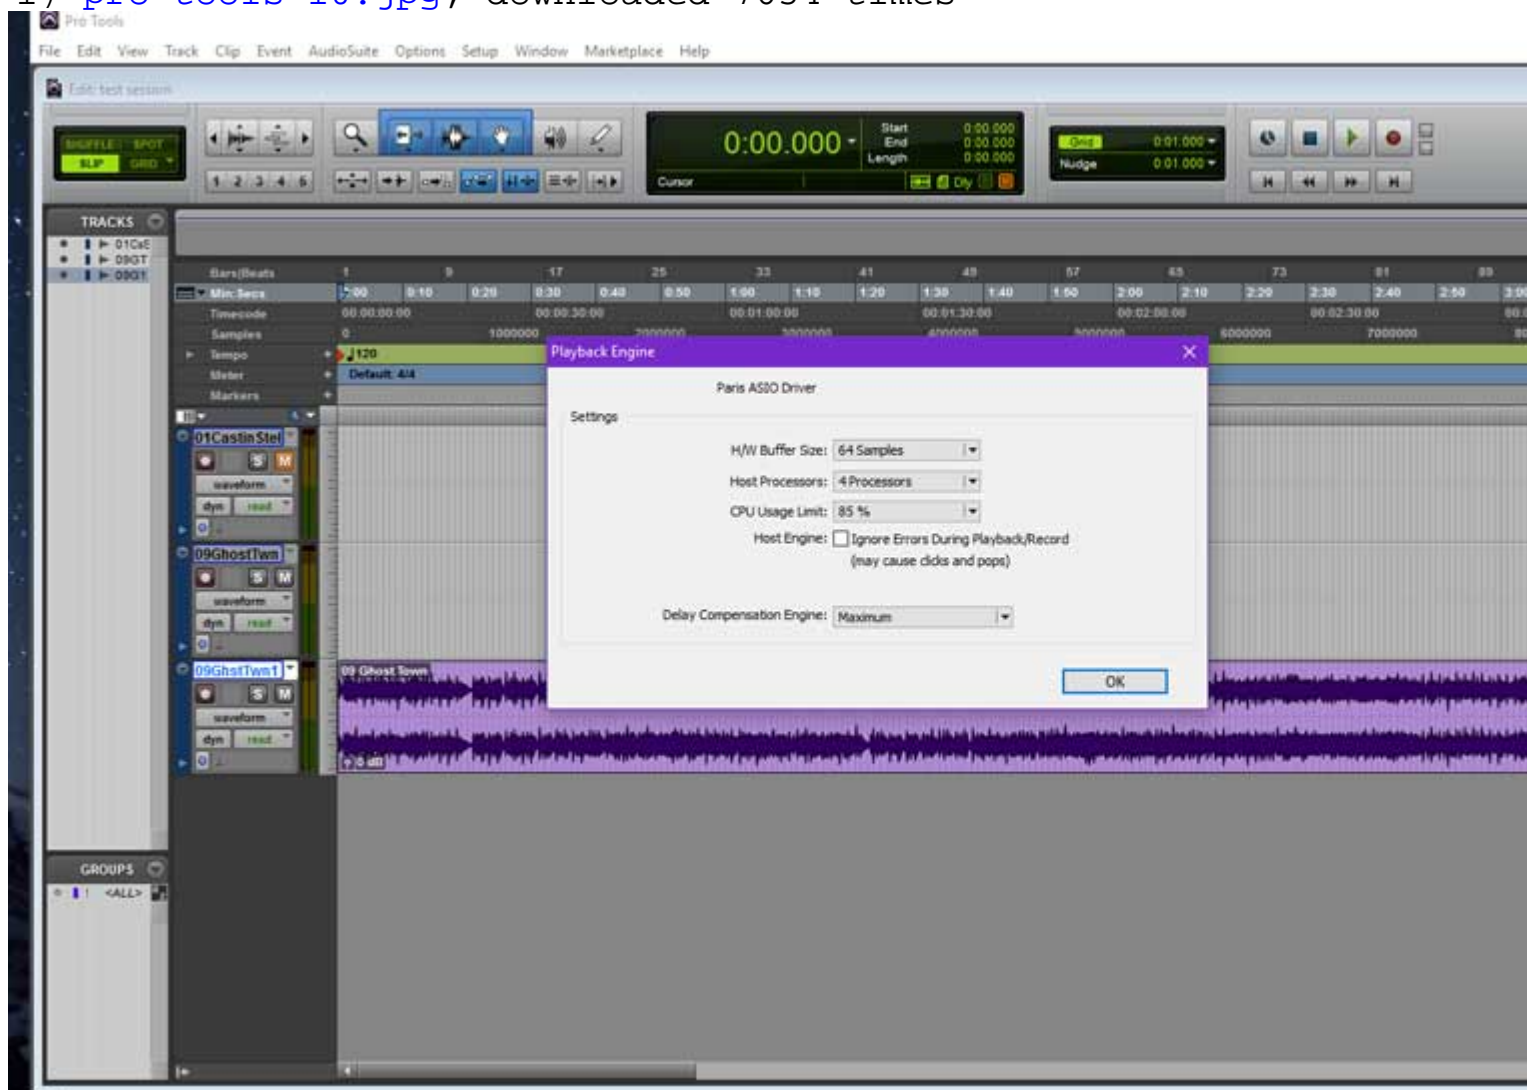 Pro Tools
File Edit View Track Clip Event AudioSuite Options Setup Window Marketplace Help
Edit: test session
SHUFFLE SPOT
SLIP GRID
1 2 3 4 5
0:00.000
Start 0:00.000
End 0:00.000
Length 0:00.000
Cursor
Dly
Grid 0:01.000
Nudge 0:01.000
TRACKS
01CsS
09GT
09GT
Bars|Beats 1 9 17 25 33 41 49 57 65 73 81 89
Min:Secs 0:00 0:10 0:20 0:30 0:40 0:50 1:00 1:10 1:20 1:30 1:40 1:50 2:00 2:10 2:20 2:30 2:40 2:50
Timecode 00:00:00:00 00:00:30:00 00:01:00:00 00:01:30:00 00:02:00:00 00:02:30:00
Samples 0 1000000 2000000 3000000 4000000 5000000 6000000 7000000
Tempo 120
Meter Default: 4/4
Markers
Playback Engine
Paris ASIO Driver
Settings
H/W Buffer Size: 64 Samples
Host Processors: 4 Processors
CPU Usage Limit: 85 %
Host Engine: Ignore Errors During Playback/Record
(may cause clicks and pops)
Delay Compensation Engine: Maximum
OK
01CastinStel
S M
waveform
dyn read
09GhostTwn
S M
waveform
dyn read
09GhstTwn1
S M
waveform
dyn read
09 Ghost Town
0 dB
GROUPS
! <ALL>